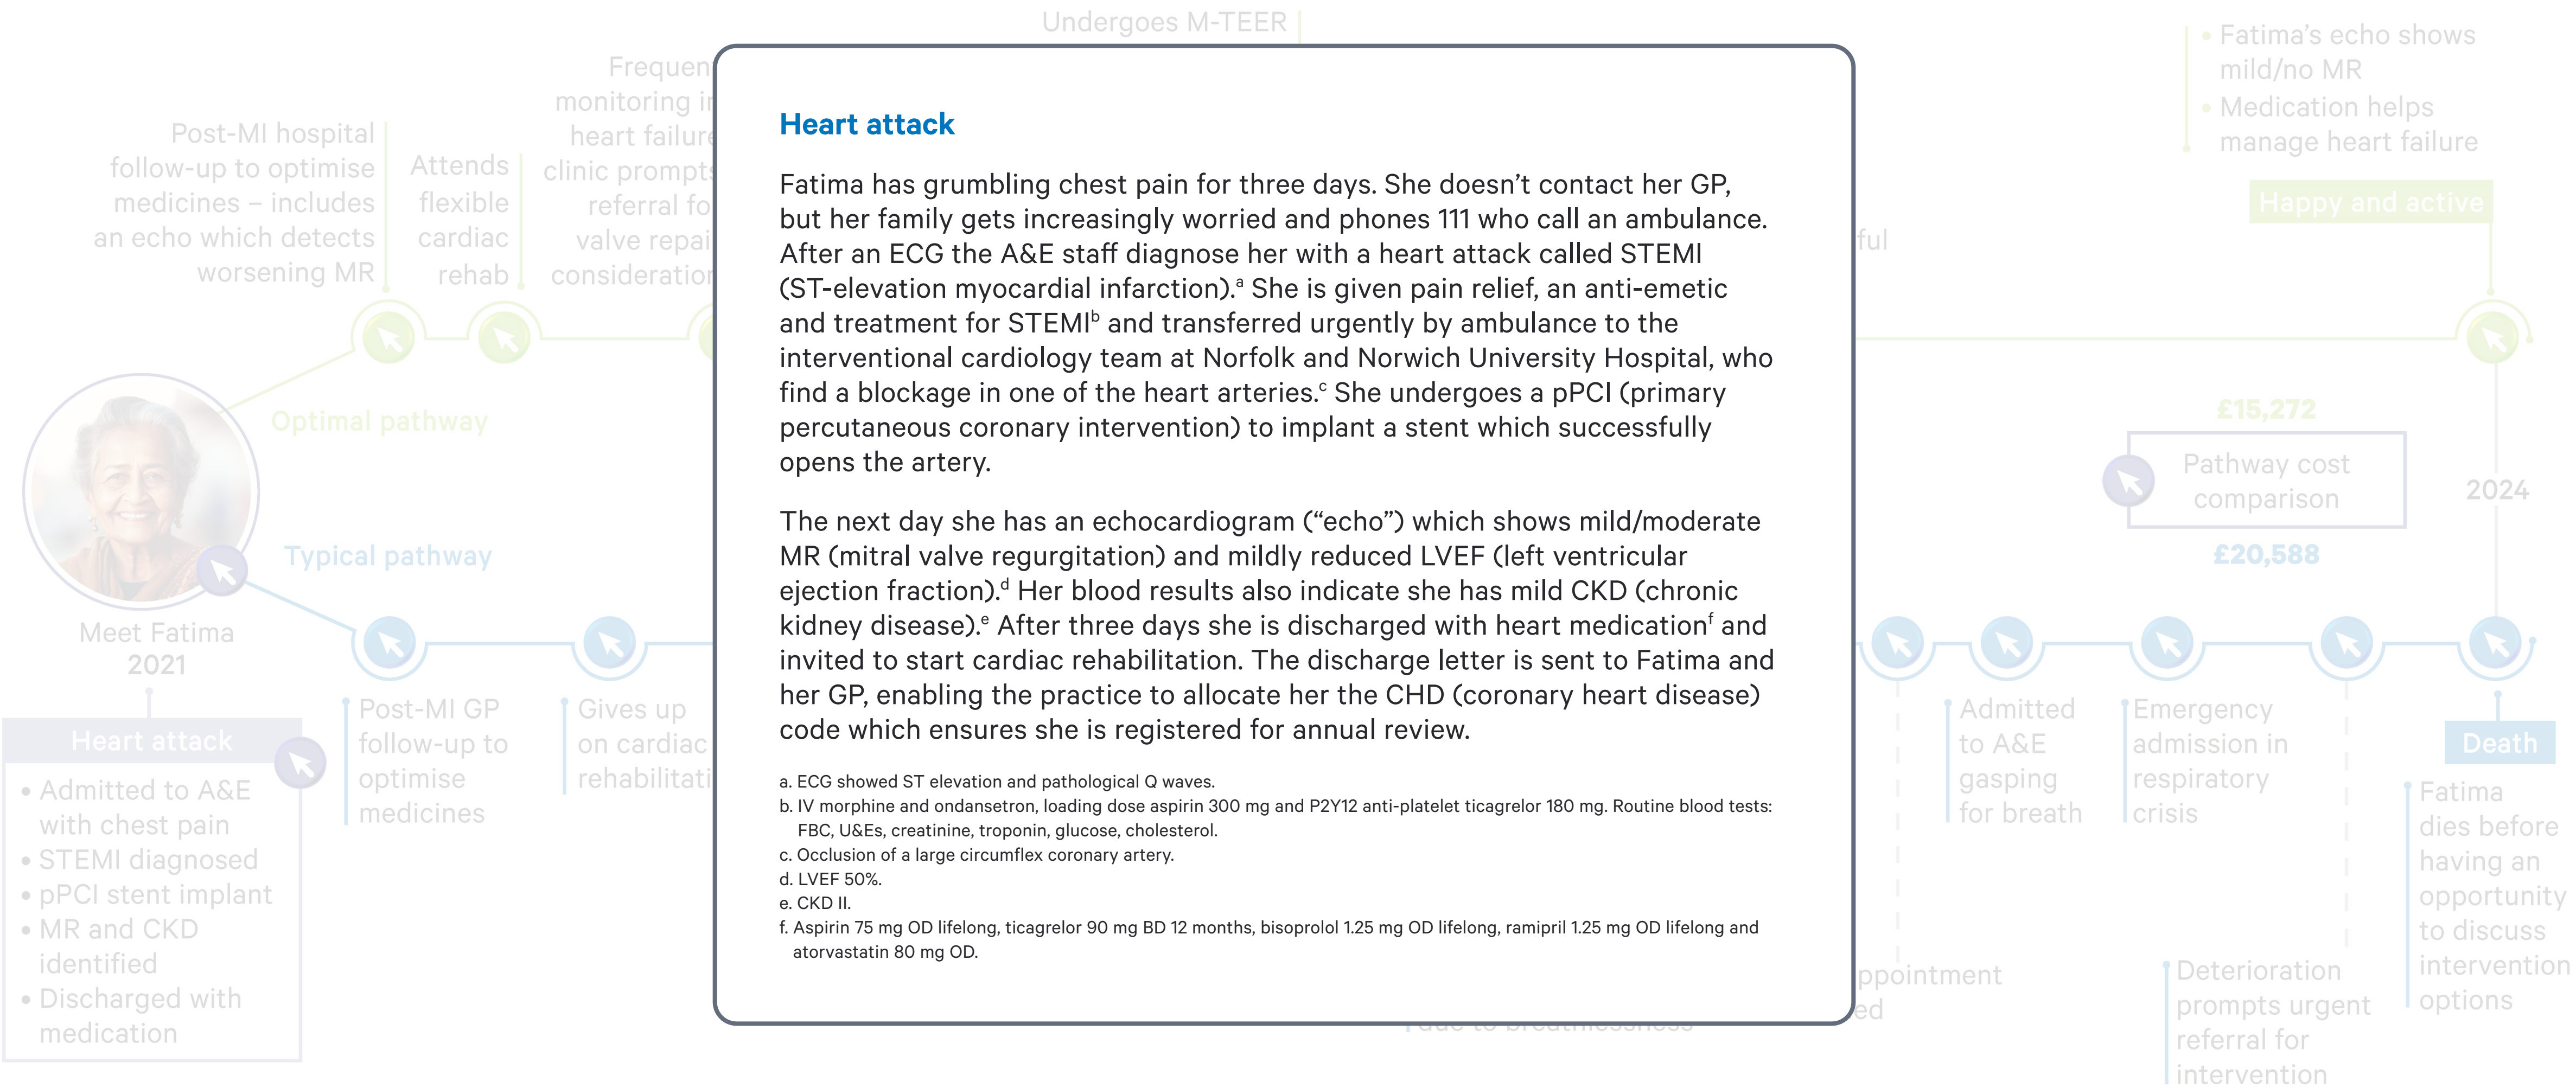 Undergoes M-TEER
Post-MI hospital
follow-up to optimise
medicines – includes
an echo which detects
worsening MR
Attends
flexible
cardiac
rehab
monitoring
heart failure
clinic prompts
referral
valve
consideration
Optimal pathway
Typical pathway
Meet Fatima
2021
Heart attack
• Admitted to A&E
with chest pain
• STEMI diagnosed
• pPCI stent implant
• MR and CKD
identified
• Discharged with
medication
Post-MI GP
follow-up to
optimise
medicines
Gives up
on cardiac
Heart attack
Fatima has grumbling chest pain for three days. She doesn’t contact her GP,
but her family gets increasingly worried and phones 111 who call an ambulance.
After an ECG the A&E staff diagnose her with a heart attack called STEMI
(ST-elevation myocardial infarction).ᵃ She is given pain relief, an anti-emetic
and treatment for STEMIᵇ and transferred urgently by ambulance to the
interventional cardiology team at Norfolk and Norwich University Hospital, who
find a blockage in one of the heart arteries.ᶜ She undergoes a pPCI (primary
percutaneous coronary intervention) to implant a stent which successfully
opens the artery.
The next day she has an echocardiogram (“echo”) which shows mild/moderate
MR (mitral valve regurgitation) and mildly reduced LVEF (left ventricular
ejection fraction).ᵈ Her blood results also indicate she has mild CKD (chronic
kidney disease).ᵉ After three days she is discharged with heart medicationᶠ and
invited to start cardiac rehabilitation. The discharge letter is sent to Fatima and
her GP, enabling the practice to allocate her the CHD (coronary heart disease)
code which ensures she is registered for annual review.
a. ECG showed ST elevation and pathological Q waves.
b. IV morphine and ondansetron, loading dose aspirin 300 mg and P2Y12 anti-platelet ticagrelor 180 mg. Routine blood tests:
FBC, U&Es, creatinine, troponin, glucose, cholesterol.
c. Occlusion of a large circumflex coronary artery.
d. LVEF 50%.
e. CKD II.
f. Aspirin 75 mg OD lifelong, ticagrelor 90 mg BD 12 months, bisoprolol 1.25 mg OD lifelong, ramipril 1.25 mg OD lifelong and
atorvastatin 80 mg OD.
due to breathlessness
• Fatima’s echo shows
mild/no MR
• Medication helps
manage heart failure
Happy and active
£15,272
Pathway cost
comparison
£20,588
2024
Admitted
to A&E
gasping
for breath
Emergency
admission in
respiratory
crisis
Death
Fatima
dies before
having an
opportunity
to discuss
intervention
options
Deterioration
prompts urgent
referral for
intervention